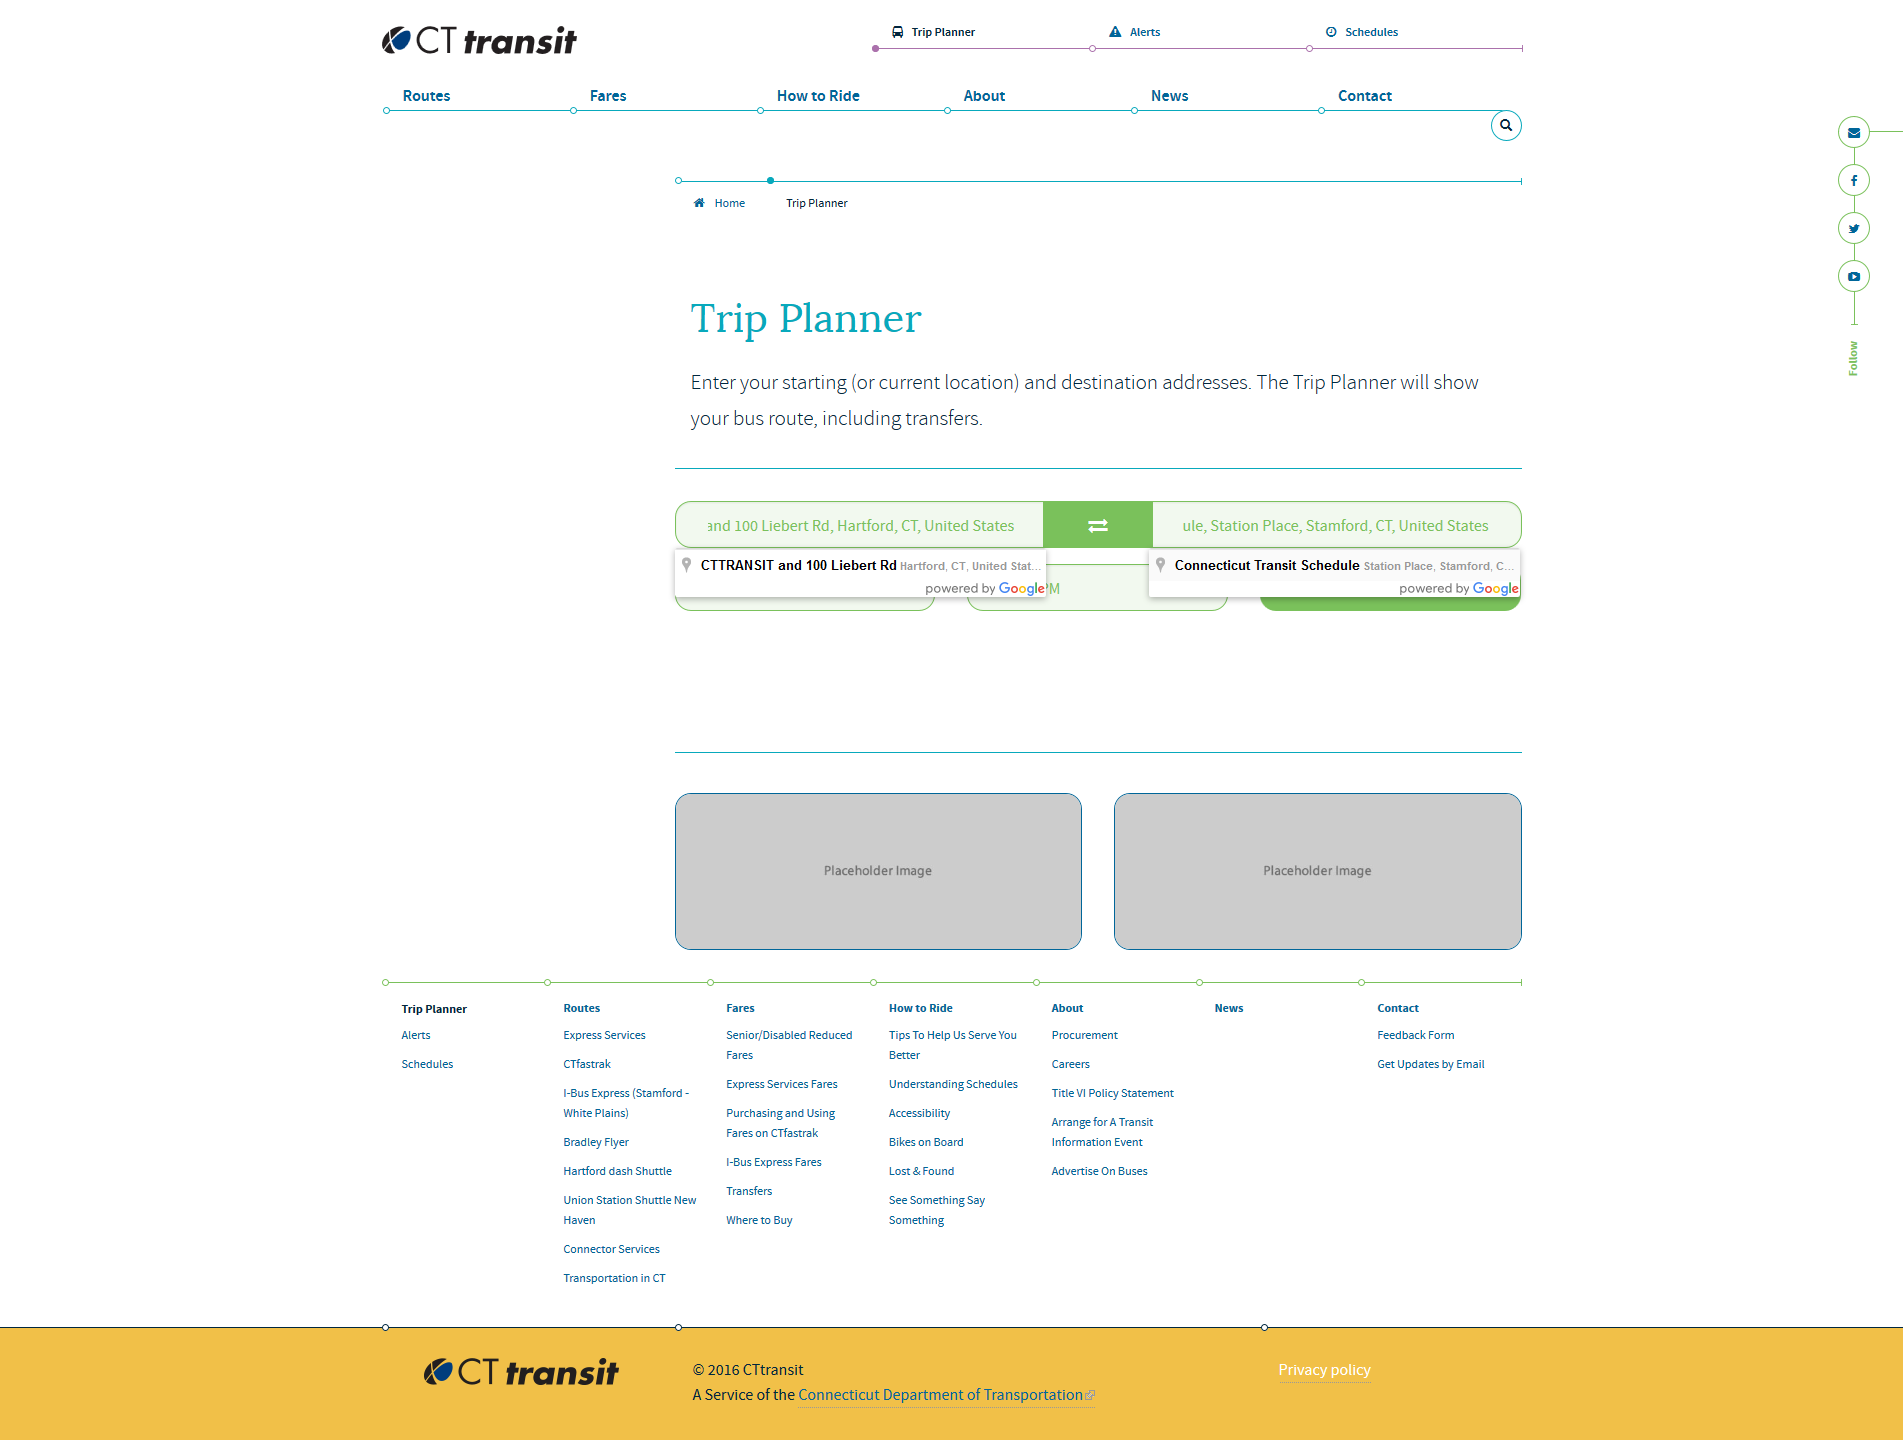 CT transit
Trip Planner
Alerts
Schedules
Routes
Fares
How to Ride
About
News
Contact
Home
Trip Planner
Follow
Trip Planner
Enter your starting (or current location) and destination addresses. The Trip Planner will show
your bus route, including transfers.
and 100 Liebert Rd, Hartford, CT, United States
ule, Station Place, Stamford, CT, United States
CTTRANSIT and 100 Liebert Rd Hartford, CT, United Stat...
powered by Google
PM
Connecticut Transit Schedule Station Place, Stamford, C...
powered by Google
Placeholder Image
Placeholder Image
Trip Planner
Alerts
Schedules
Routes
Express Services
CTfastrak
I-Bus Express (Stamford -
White Plains)
Bradley Flyer
Hartford dash Shuttle
Union Station Shuttle New
Haven
Connector Services
Transportation in CT
Fares
Senior/Disabled Reduced
Fares
Express Services Fares
Purchasing and Using
Fares on CTfastrak
I-Bus Express Fares
Transfers
Where to Buy
How to Ride
Tips To Help Us Serve You
Better
Understanding Schedules
Accessibility
Bikes on Board
Lost & Found
See Something Say
Something
About
Procurement
Careers
Title VI Policy Statement
Arrange for A Transit
Information Event
Advertise On Buses
News
Contact
Feedback Form
Get Updates by Email
CT transit
© 2016 CTtransit
A Service of the Connecticut Department of Transportation
Privacy policy